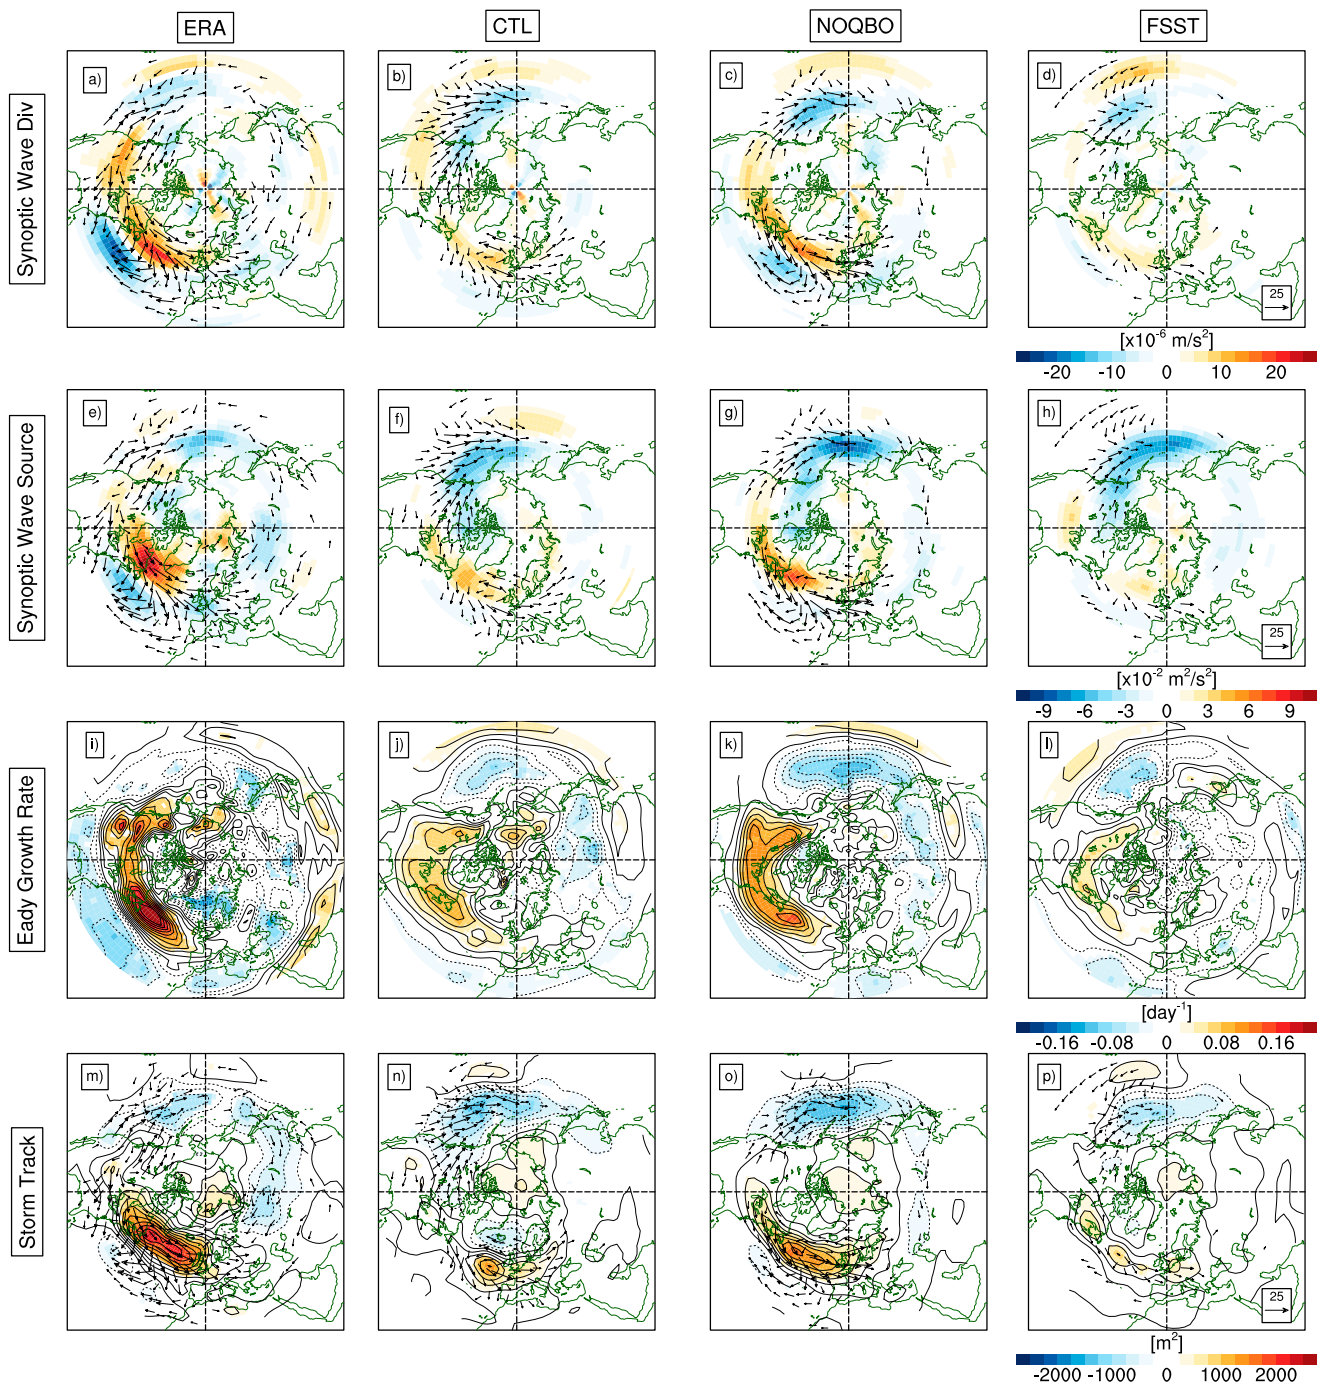 ERA CTL NOQBO FSST
Synoptic Wave Div
a) b) c) d)
25
[x10⁻⁶ m/s²]
-20 -10 0 10 20
Synoptic Wave Source
e) f) g) h)
25
[x10⁻² m²/s²]
-9 -6 -3 0 3 6 9
Eady Growth Rate
i) j) k) l)
[day⁻¹]
-0.16 -0.08 0 0.08 0.16
Storm Track
m) n) o) p)
25
[m²]
-2000 -1000 0 1000 2000